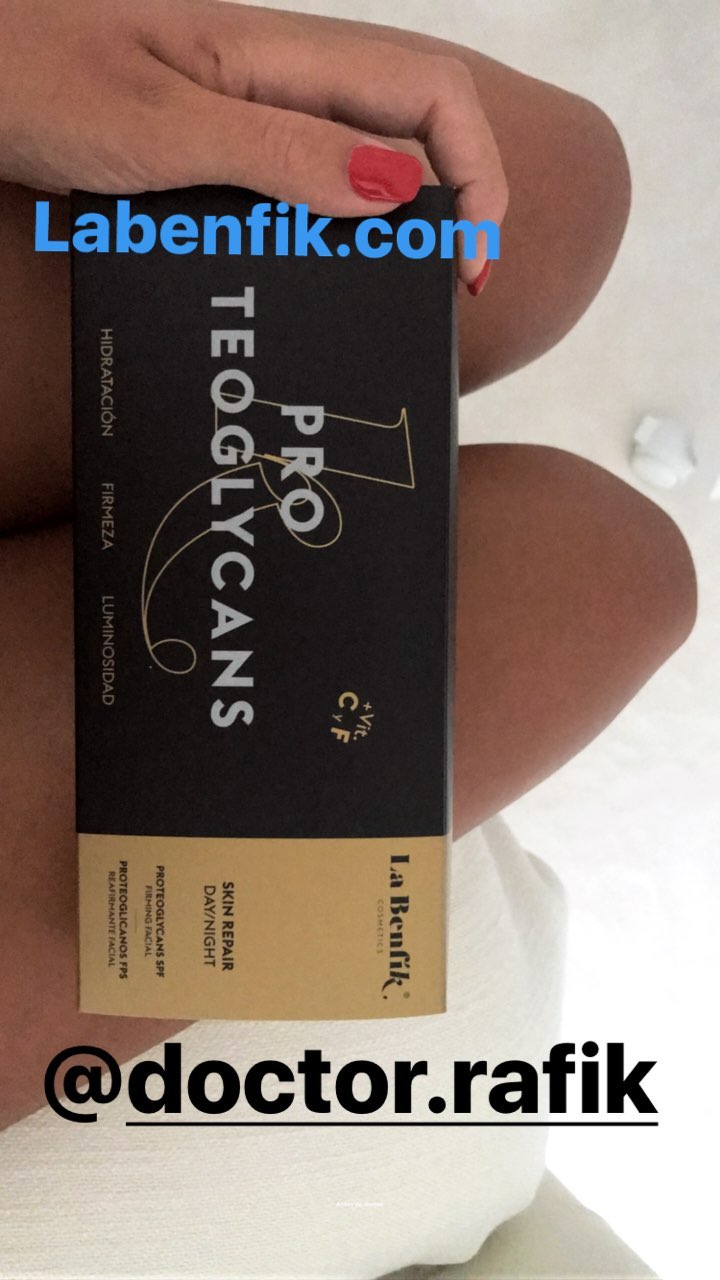 Labenfik.com
PRO
TEOGLYCANS
HIDRATACIÓN FIRMEZA LUMINOSIDAD
+Vit.
C y F
La Benfik®.
COSMETICS
SKIN REPAIR
DAY/NIGHT
PROTEOGLYCANS SPF
FIRMING FACIAL
PROTEOGLICANOS FPS
REAFIRMANTE FACIAL
@doctor.rafik